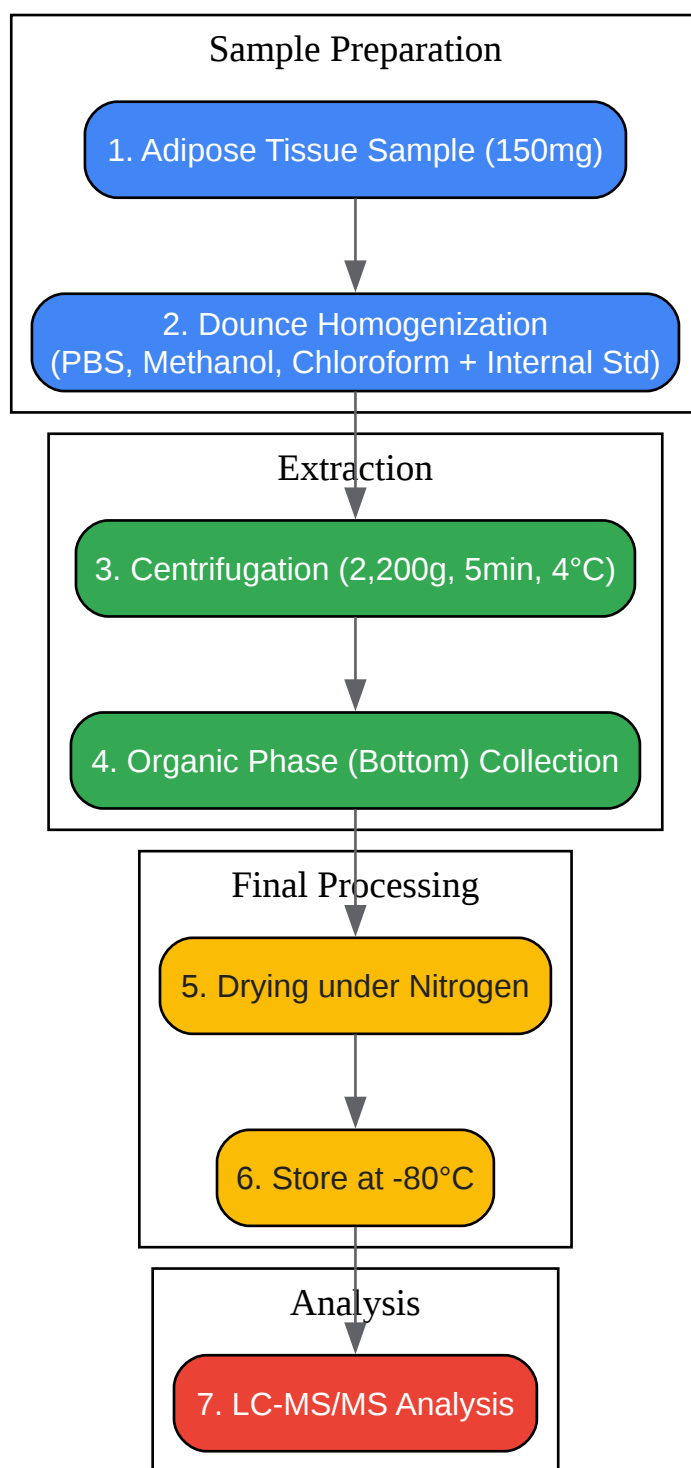 Sample Preparation
1. Adipose Tissue Sample (150mg)
2. Dounce Homogenization
(PBS, Methanol, Chloroform + Internal Std)
Extraction
3. Centrifugation (2,200g, 5min, 4°C)
4. Organic Phase (Bottom) Collection
Final Processing
5. Drying under Nitrogen
6. Store at -80°C
Analysis
7. LC-MS/MS Analysis